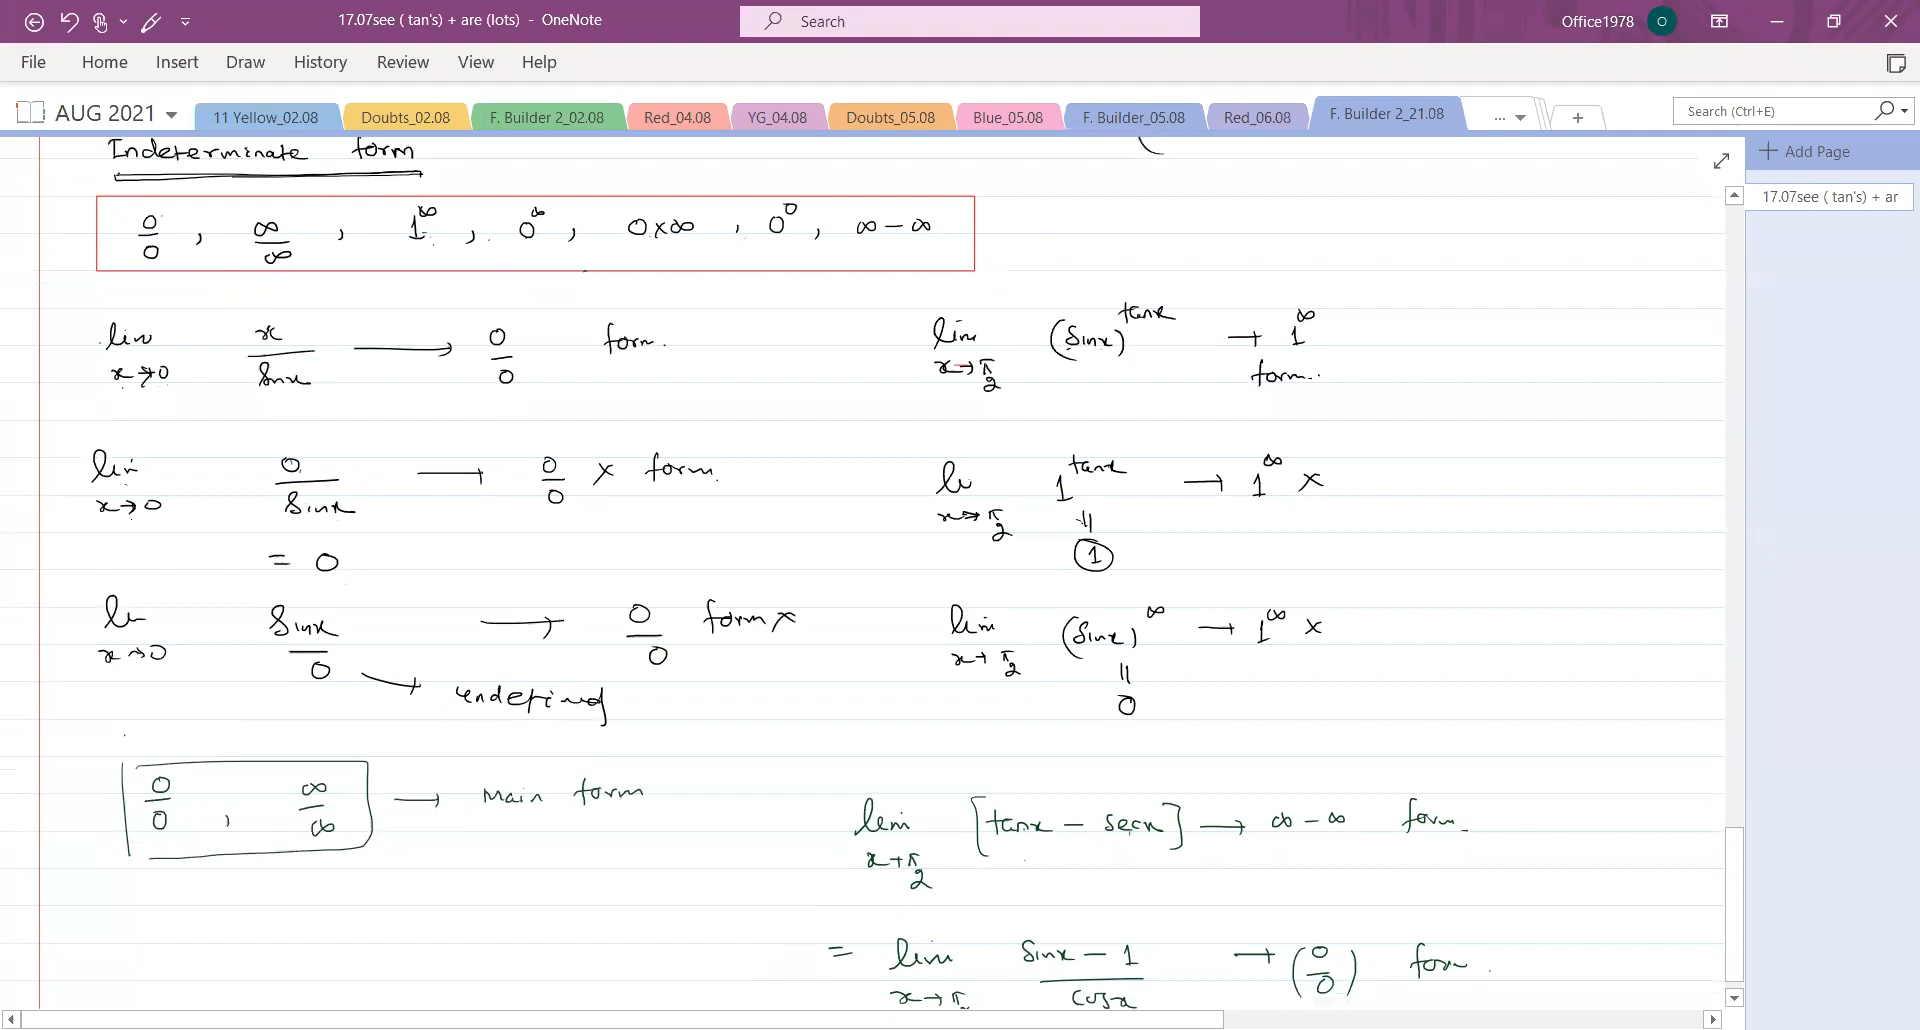 17.07see ( tan's) + are (lots) - OneNote
Search
Office1978
O
File Home Insert Draw History Review View Help
AUG 2021
11 Yellow_02.08
Doubts_02.08
F. Builder 2_02.08
Red_04.08
YG_04.08
Doubts_05.08
Blue_05.08
F. Builder_05.08
Red_06.08
F. Builder 2_21.08
...
+
Search (Ctrl+E)
+ Add Page
17.07see ( tan's) + ar
Indeterminate form
0/0 , ∞/∞ , 1^∞ , 0^∞ , 0×∞ , 0^0 , ∞ - ∞
lim x→0 x/sinx → 0/0 form.
lim x→π/2 (sinx)^tanx → 1^∞ form.
lim x→0 0/sinx → 0/0 × form.
= 0
li x→π/2 1^tanx → 1^∞ ×
= 1
li x→0 sinx/0 → 0/0 form ×
→ undefined
lim x→π/2 (sinx)^∞ → 1^∞ ×
= 0
0/0 , ∞/∞ → Main form
lim x→π/2 [tanx - secx] → ∞ - ∞ form.
= lim x→π/2 sinx - 1/cosx → (0/0) form.